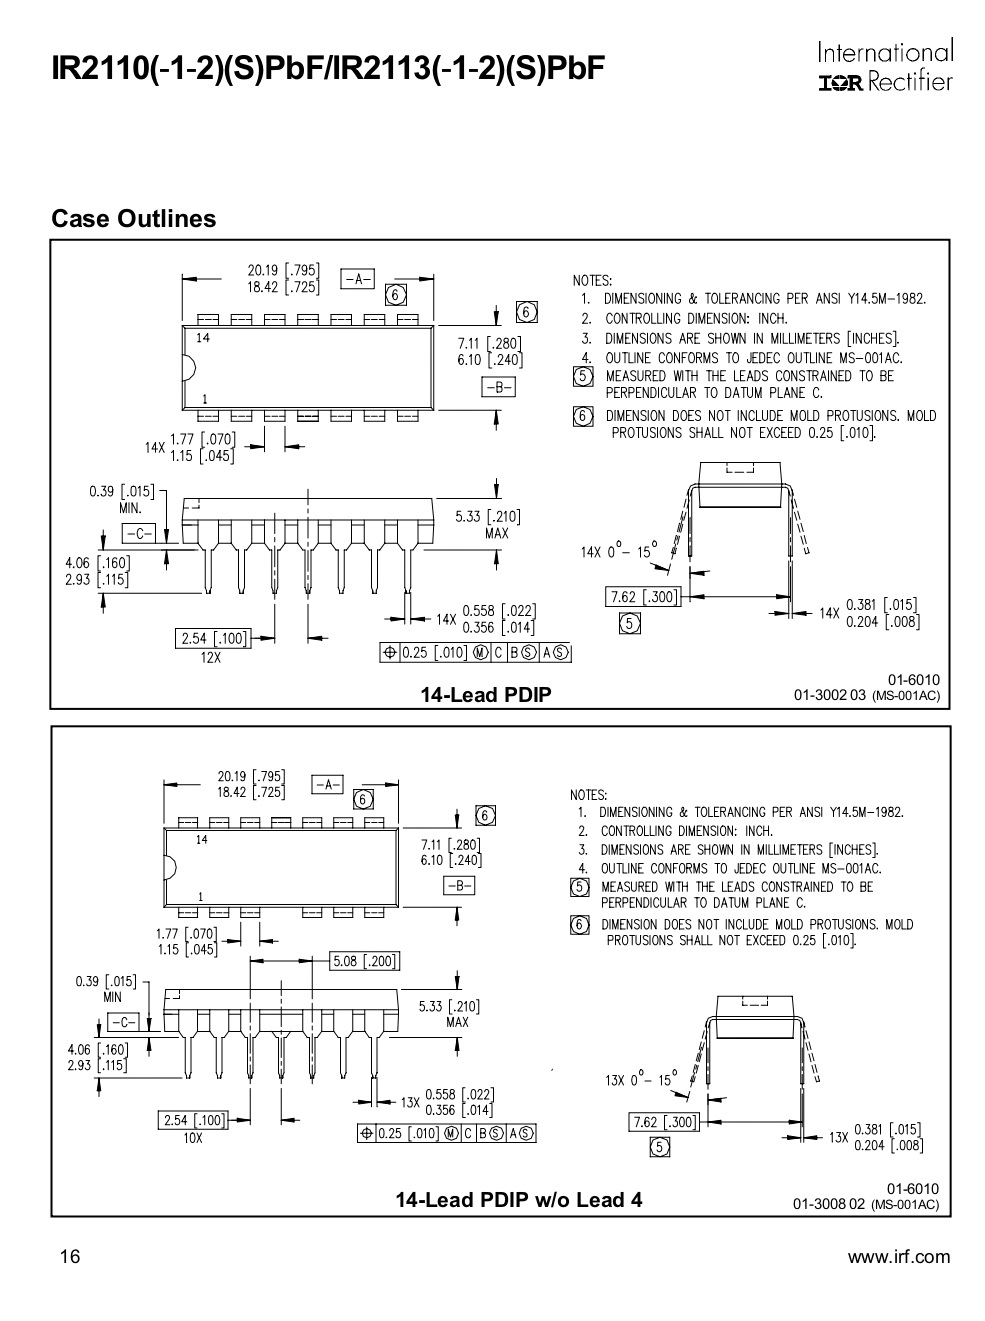 IR2110(-1-2)(S)PbF/IR2113(-1-2)(S)PbF
International
IOR Rectifier
Case Outlines
20.19 [.795]
18.42 [.725]
-A-
6
6
14
1
7.11 [.280]
6.10 [.240]
-B-
14X 1.77 [.070]
1.15 [.045]
0.39 [.015]
MIN.
-C-
4.06 [.160]
2.93 [.115]
5.33 [.210]
MAX
2.54 [.100]
12X
14X 0.558 [.022]
0.356 [.014]
⌖ 0.25 [.010] Ⓜ C B Ⓢ A Ⓢ
NOTES:
1. DIMENSIONING & TOLERANCING PER ANSI Y14.5M-1982.
2. CONTROLLING DIMENSION: INCH.
3. DIMENSIONS ARE SHOWN IN MILLIMETERS [INCHES].
4. OUTLINE CONFORMS TO JEDEC OUTLINE MS-001AC.
5 MEASURED WITH THE LEADS CONSTRAINED TO BE
PERPENDICULAR TO DATUM PLANE C.
6 DIMENSION DOES NOT INCLUDE MOLD PROTUSIONS. MOLD
PROTUSIONS SHALL NOT EXCEED 0.25 [.010].
14X 0°- 15°
7.62 [.300]
5
14X 0.381 [.015]
0.204 [.008]
14-Lead PDIP
01-6010
01-3002 03 (MS-001AC)
20.19 [.795]
18.42 [.725]
-A-
6
6
14
1
7.11 [.280]
6.10 [.240]
-B-
1.77 [.070]
1.15 [.045]
5.08 [.200]
0.39 [.015]
MIN
-C-
4.06 [.160]
2.93 [.115]
5.33 [.210]
MAX
2.54 [.100]
10X
13X 0.558 [.022]
0.356 [.014]
⌖ 0.25 [.010] Ⓜ C B Ⓢ A Ⓢ
NOTES:
1. DIMENSIONING & TOLERANCING PER ANSI Y14.5M-1982.
2. CONTROLLING DIMENSION: INCH.
3. DIMENSIONS ARE SHOWN IN MILLIMETERS [INCHES].
4. OUTLINE CONFORMS TO JEDEC OUTLINE MS-001AC.
5 MEASURED WITH THE LEADS CONSTRAINED TO BE
PERPENDICULAR TO DATUM PLANE C.
6 DIMENSION DOES NOT INCLUDE MOLD PROTUSIONS. MOLD
PROTUSIONS SHALL NOT EXCEED 0.25 [.010].
13X 0°- 15°
7.62 [.300]
5
13X 0.381 [.015]
0.204 [.008]
14-Lead PDIP w/o Lead 4
01-6010
01-3008 02 (MS-001AC)
16
www.irf.com